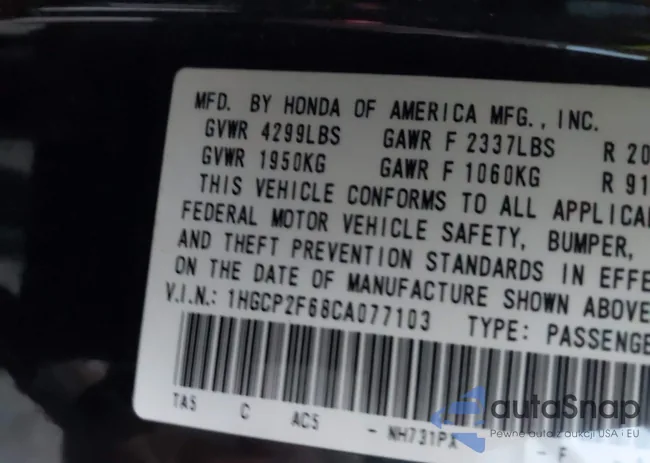 MFD. BY HONDA OF AMERICA MFG., INC.
GVWR 4299LBS GAWR F 2337LBS R 20
GVWR 1950KG GAWR F 1060KG R 91
THIS VEHICLE CONFORMS TO ALL APPLICA
FEDERAL MOTOR VEHICLE SAFETY, BUMPER,
AND THEFT PREVENTION STANDARDS IN EFFE
ON THE DATE OF MANUFACTURE SHOWN ABOVE
V.I.N.: 1HGCP2F68CA077103 TYPE: PASSENGE
TA5 C AC5 - NH731PX - F
autoSnap
Pewne auta z aukcji USA i EU